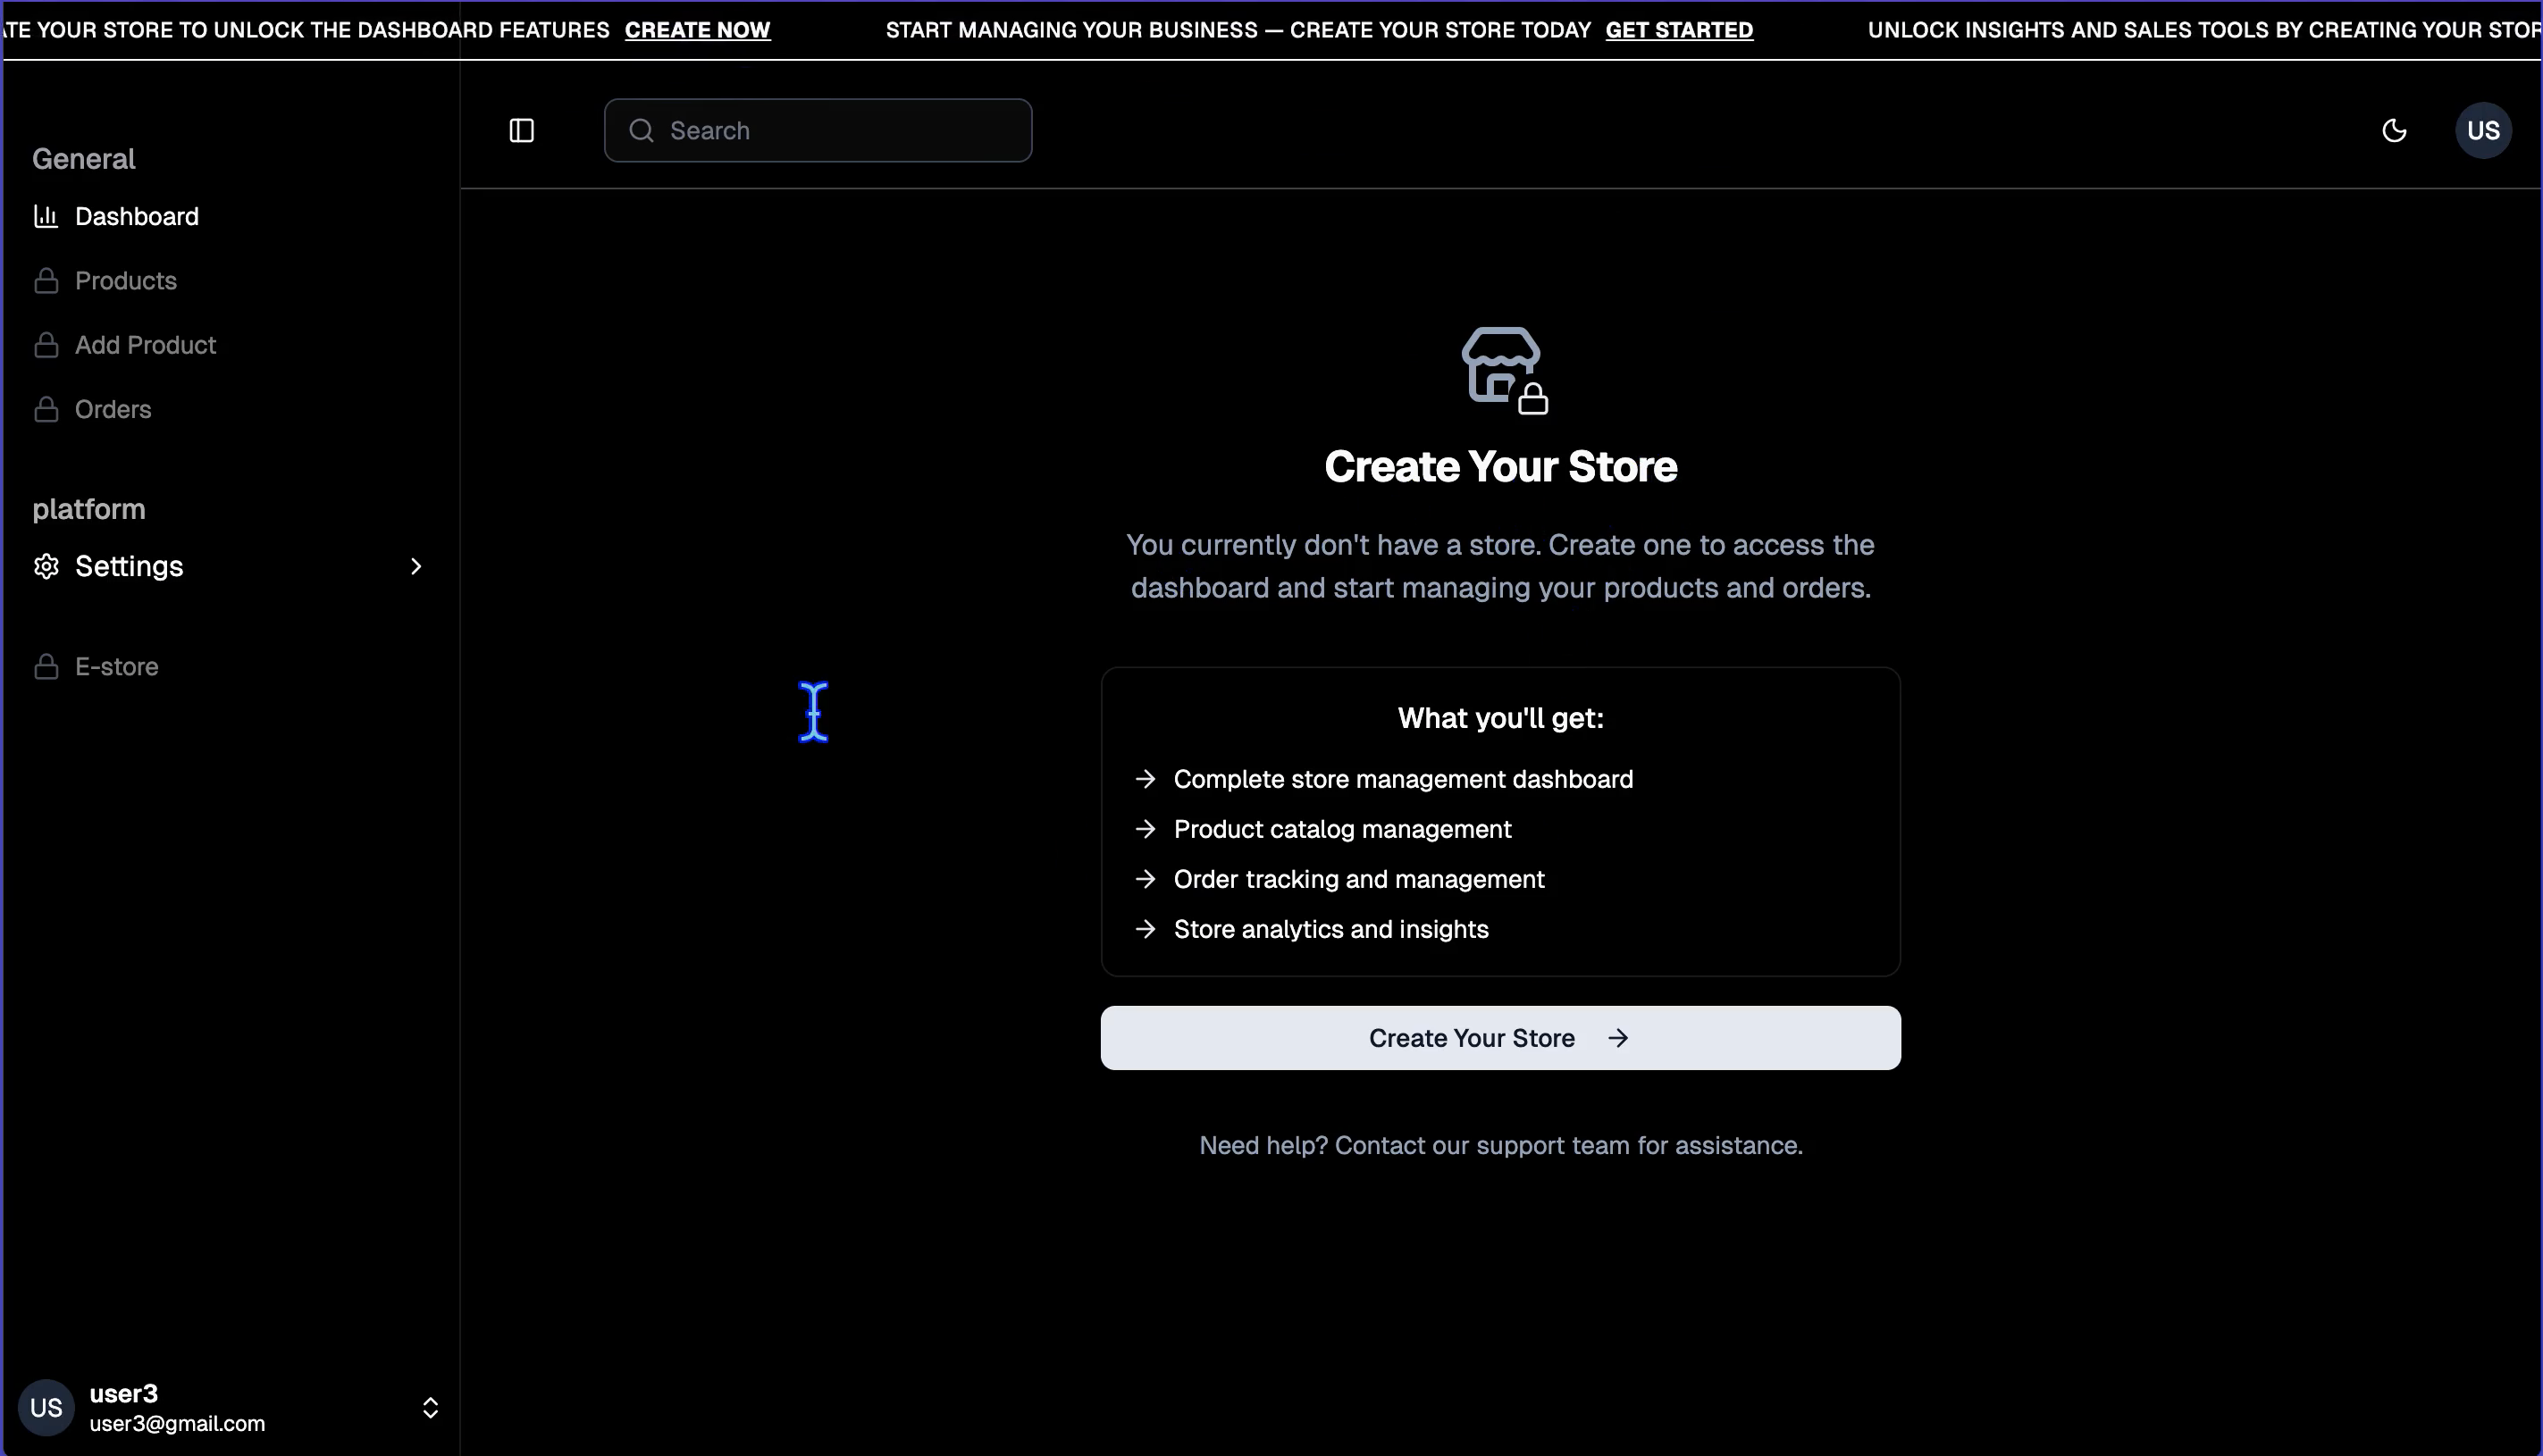 TE YOUR STORE TO UNLOCK THE DASHBOARD FEATURES CREATE NOW START MANAGING YOUR BUSINESS — CREATE YOUR STORE TODAY GET STARTED UNLOCK INSIGHTS AND SALES TOOLS BY CREATING YOUR STOR
Search
US
General
Dashboard
Products
Add Product
Orders
platform
Settings
E-store
Create Your Store
You currently don't have a store. Create one to access the
dashboard and start managing your products and orders.
What you'll get:
Complete store management dashboard
Product catalog management
Order tracking and management
Store analytics and insights
Create Your Store
Need help? Contact our support team for assistance.
US
user3
user3@gmail.com